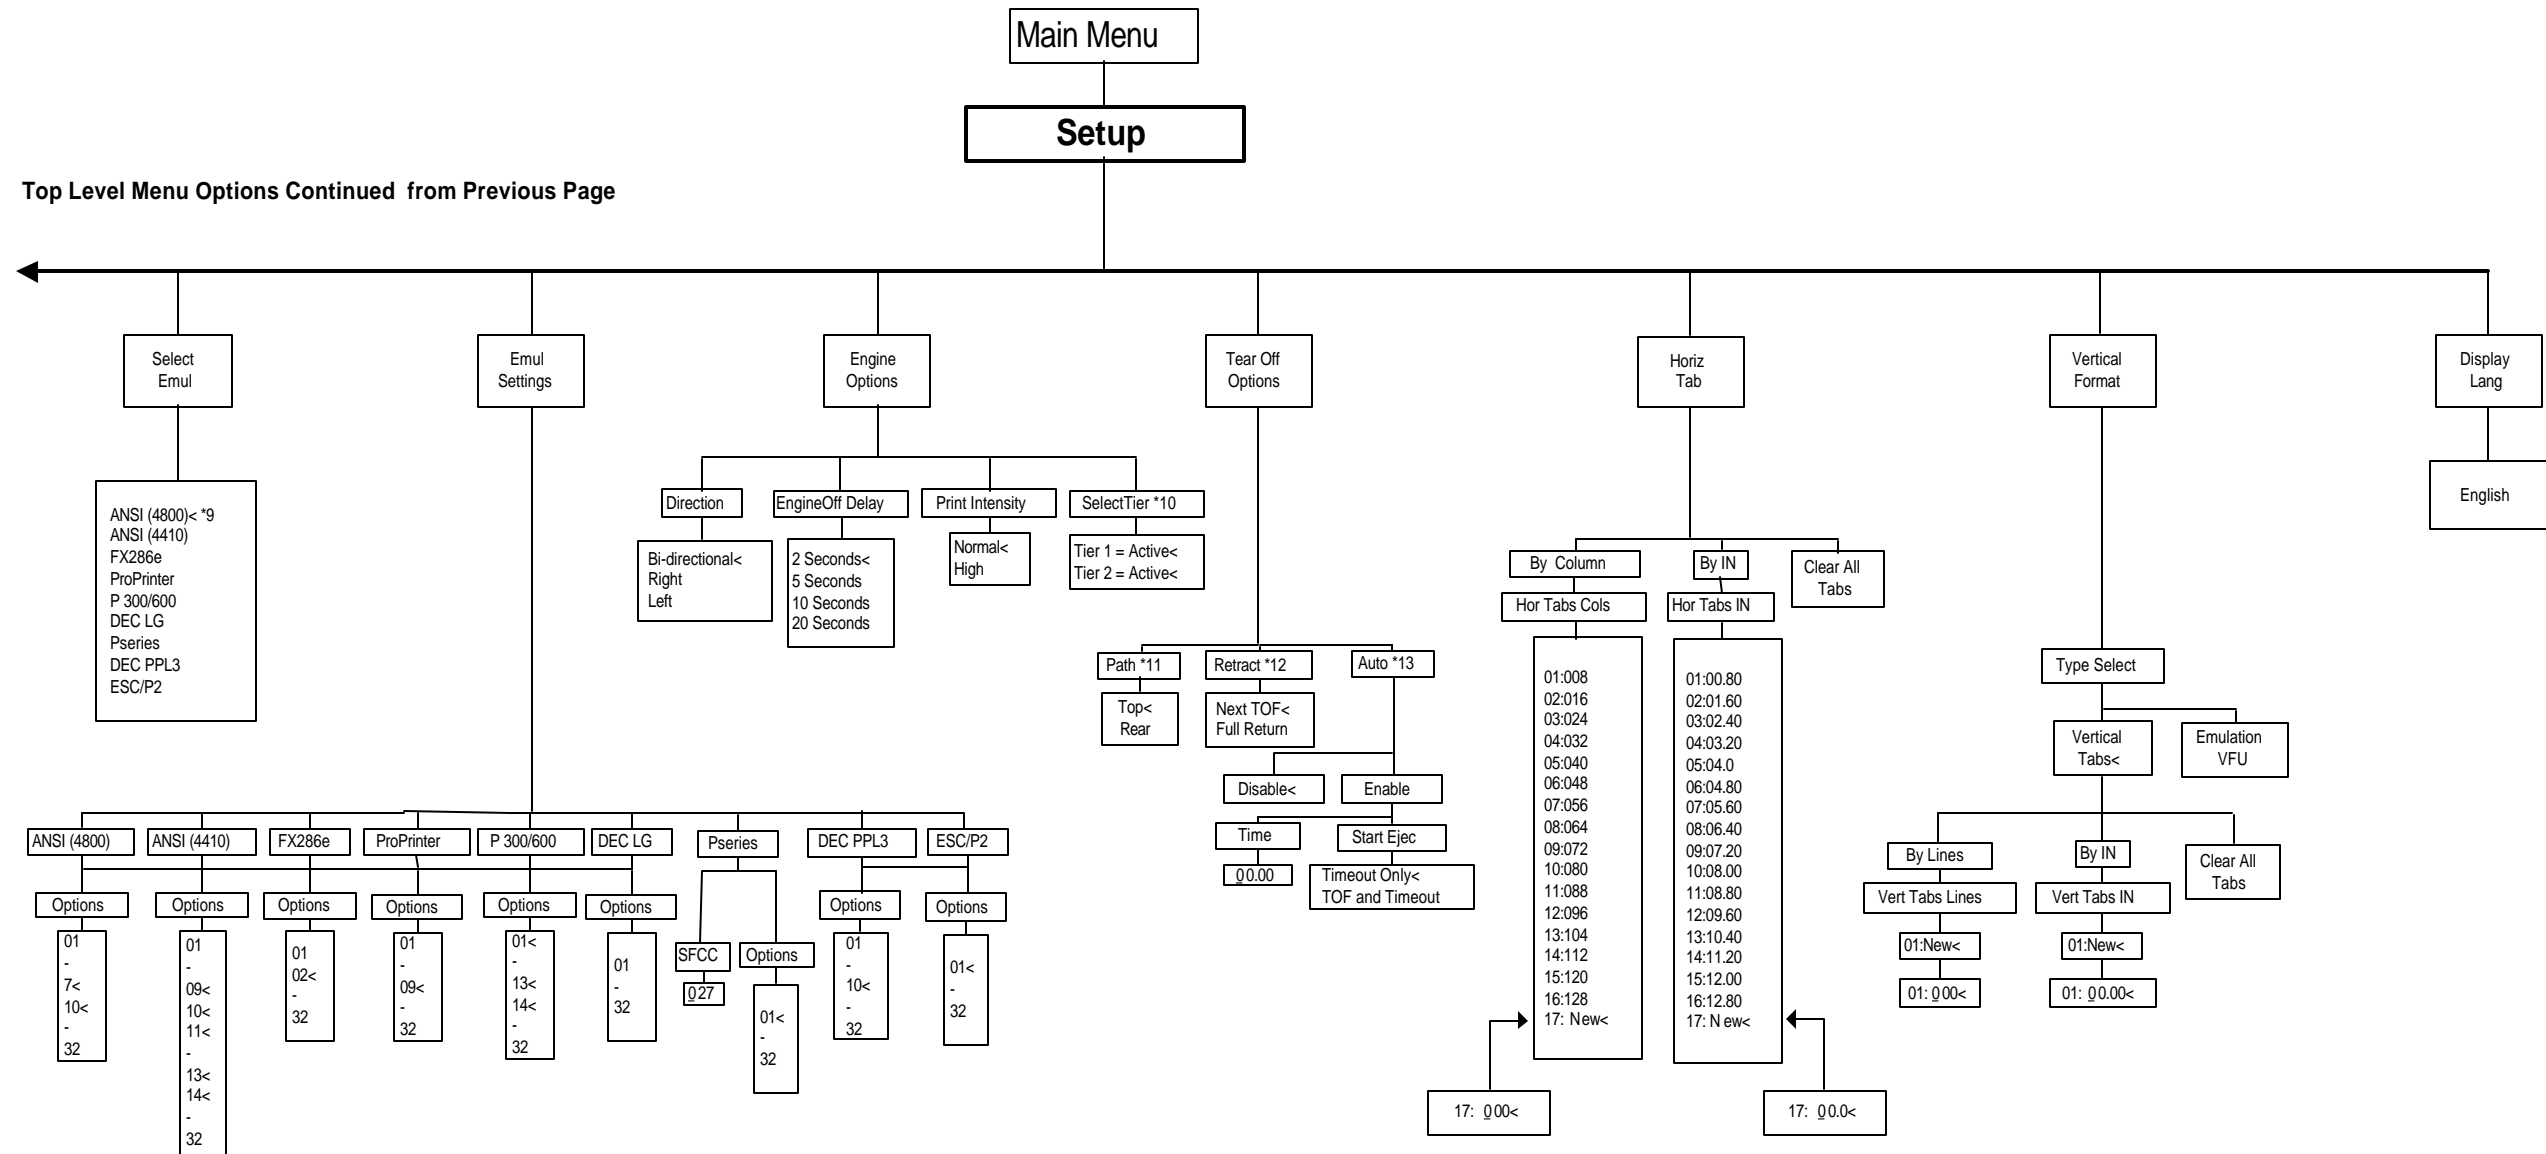 Main Menu
Setup
Top Level Menu Options Continued from Previous Page
Select
Emul
ANSI (4800)< *9
ANSI (4410)
FX286e
ProPrinter
P 300/600
DEC LG
Pseries
DEC PPL3
ESC/P2
Emul
Settings
ANSI (4800)
Options
01
-
7<
10<
-
32
ANSI (4410)
Options
01
-
09<
10<
11<
-
13<
14<
-
32
FX286e
Options
01
02<
-
32
ProPrinter
Options
01
-
09<
-
32
P 300/600
Options
01<
-
13<
14<
-
32
DEC LG
Options
01
-
32
Pseries
SFCC
027
Options
01<
-
32
DEC PPL3
Options
01
-
10<
-
32
ESC/P2
Options
01<
-
32
Engine
Options
Direction
Bi-directional<
Right
Left
EngineOff Delay
2 Seconds<
5 Seconds
10 Seconds
20 Seconds
Print Intensity
Normal<
High
SelectTier *10
Tier 1 = Active<
Tier 2 = Active<
Tear Off
Options
Path *11
Top<
Rear
Retract *12
Next TOF<
Full Return
Auto *13
Disable<
Enable
Time
00.00
Start Ejec
Timeout Only<
TOF and Timeout
Horiz
Tab
By Column
Hor Tabs Cols
01:008
02:016
03:024
04:032
05:040
06:048
07:056
08:064
09:072
10:080
11:088
12:096
13:104
14:112
15:120
16:128
17: New<
17: 000<
By IN
Hor Tabs IN
01:00.80
02:01.60
03:02.40
04:03.20
05:04.0
06:04.80
07:05.60
08:06.40
09:07.20
10:08.00
11:08.80
12:09.60
13:10.40
14:11.20
15:12.00
16:12.80
17: New<
17: 00.0<
Clear All
Tabs
Vertical
Format
Type Select
Vertical
Tabs<
Emulation
VFU
By Lines
Vert Tabs Lines
01:New<
01: 000<
By IN
Vert Tabs IN
01:New<
01: 00.00<
Clear All
Tabs
Display
Lang
English